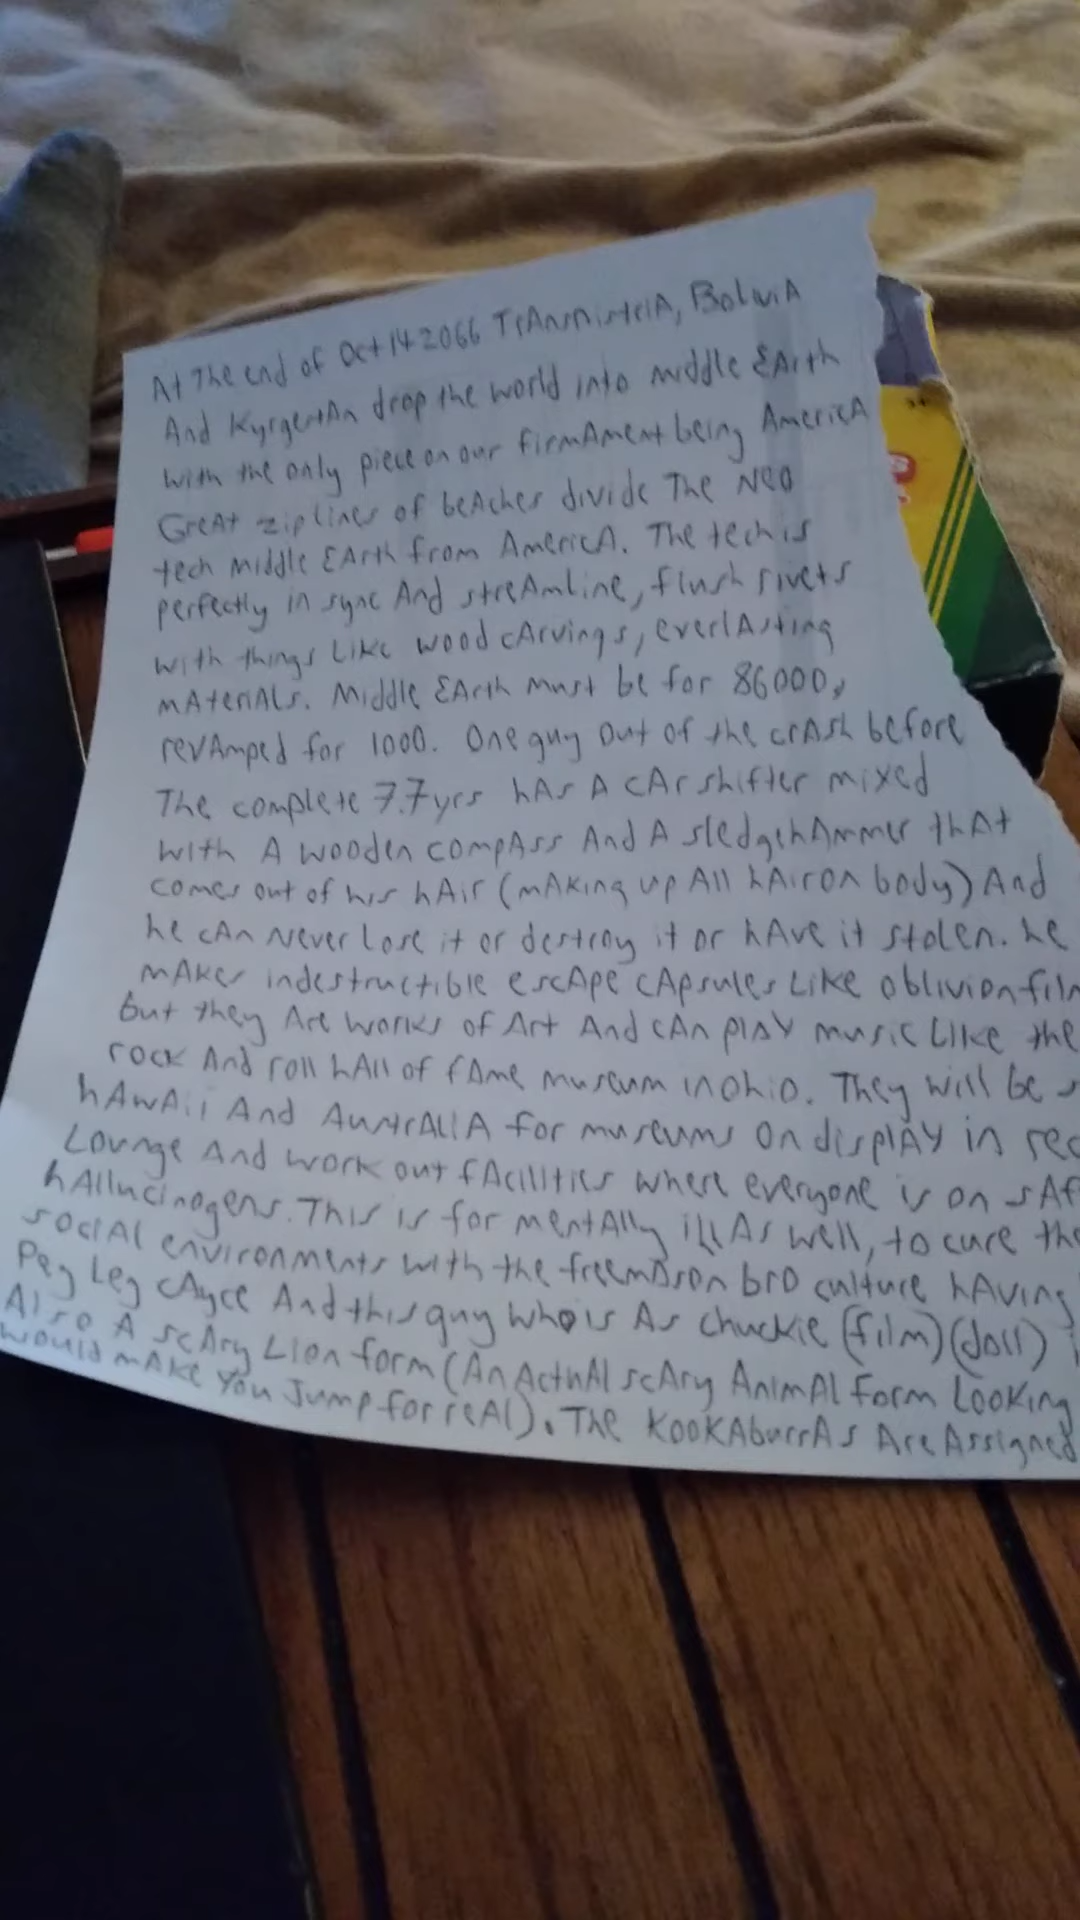 At The end of Oct 14 2066 TrAnsnistriA, BoliviA
And KyrgestAn drop the world into middle EArth
with the only piece on our firmAment being AmericA
GreAt zip lines of beAches divide The Neo
tech Middle EArth from AmericA. The tech is
perfectly in sync And streAmline, flush rivets
with things Like wood cArvings, everlAsting
mAteriAls. Middle EArth must be for 86000,
revAmped for 1000. One guy out of the crAsh before
The complete 7.7yrs hAs A cAr shifter mixed
with A wooden compAss And A sledgehAmmer thAt
comes out of his hAir (mAking up All hAir on body) And
he cAn Never Lose it or destroy it or hAve it stolen. he
mAkes indestructible escApe cApsules Like oblivion film
but they Are works of Art And cAn plAy music Like the
rock And roll hAll of fAme museum in ohio. They will be
hAwAii And AustrAliA for museums On displAy in rec
Lounge And work out fAcilities where everyone is on sAf
hAllucinogens. This is for mentAlly ill As well, to cure the
sociAl environments with the freemAson bro culture hAving
Peg Leg cAyce And this guy who is As chuckie (film) (doll)
Also A scAry Lion form (An ActuAl scAry AnimAl form Looking
would mAke you Jump for reAl). The KookAburrAs Are Assigned